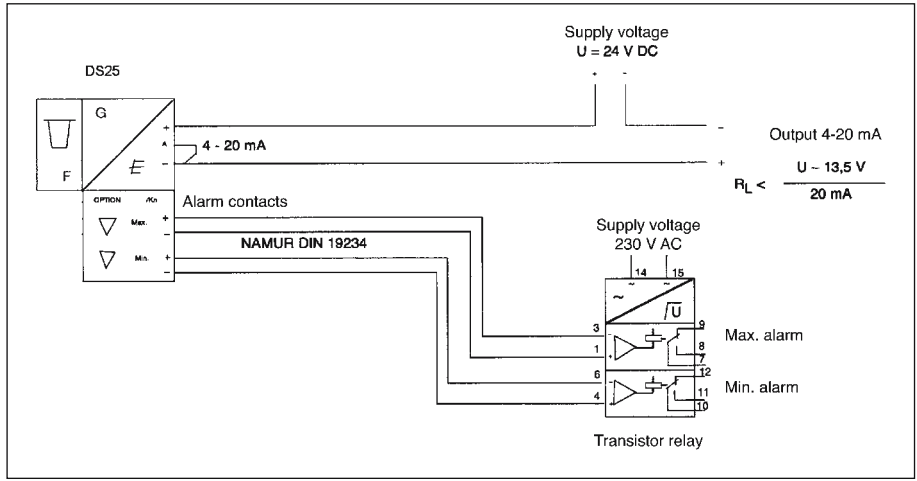 Supply voltage
U = 24 V DC
+ -
DS25
G
+
A
4 - 20 mA
-
E
F
-
Output 4-20 mA
+
R_L < U - 13,5 V
20 mA
OPTION /Kn
Alarm contacts
Max. +
-
NAMUR DIN 19234
Min. +
-
Supply voltage
230 V AC
14 15
~ ~
~
U
3 - 9
Max. alarm
1 + 8
7
6 - 12
Min. alarm
4 + 11
10
Transistor relay